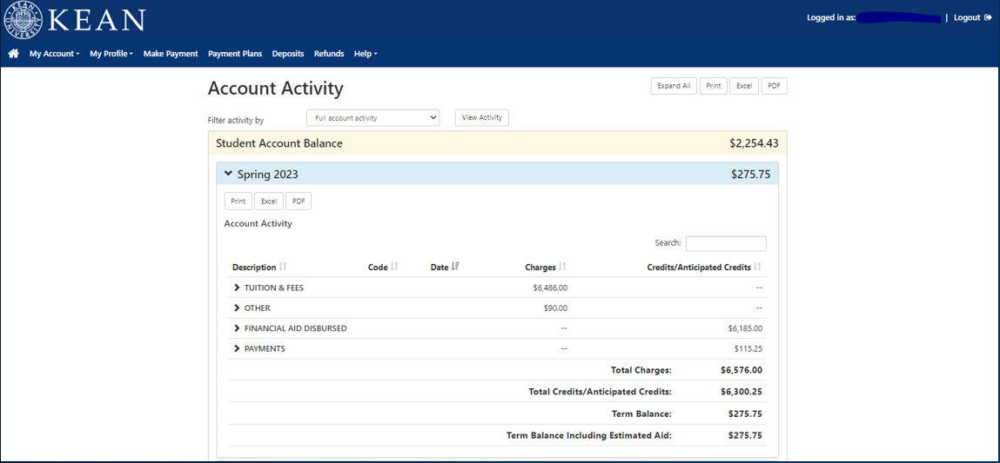 KEAN UNIVERSITY
KEAN
Logged in as: | Logout
My Account My Profile Make Payment Payment Plans Deposits Refunds Help
Account Activity
Expand All Print Excel PDF
Filter activity by Full account activity View Activity
Student Account Balance $2,254.43
Spring 2023 $275.75
Print Excel PDF
Account Activity
Search:
Description Code Date Charges Credits/Anticipated Credits
TUITION & FEES $6,486.00 --
OTHER $90.00 --
FINANCIAL AID DISBURSED -- $6,185.00
PAYMENTS -- $115.25
Total Charges: $6,576.00
Total Credits/Anticipated Credits: $6,300.25
Term Balance: $275.75
Term Balance Including Estimated Aid: $275.75